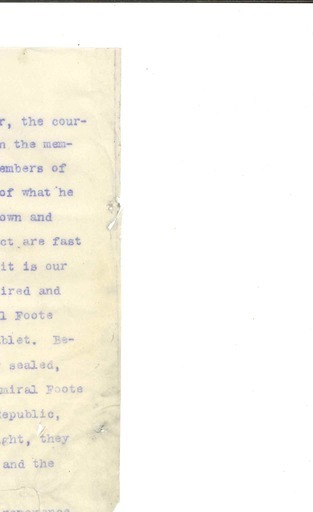 r, the cour-
n the mem-
embers of
of what he
own and
ct are fast
it is our
ired and
l Foote
blet. Be-
sealed,
miral Foote
Republic,
ght, they
and the